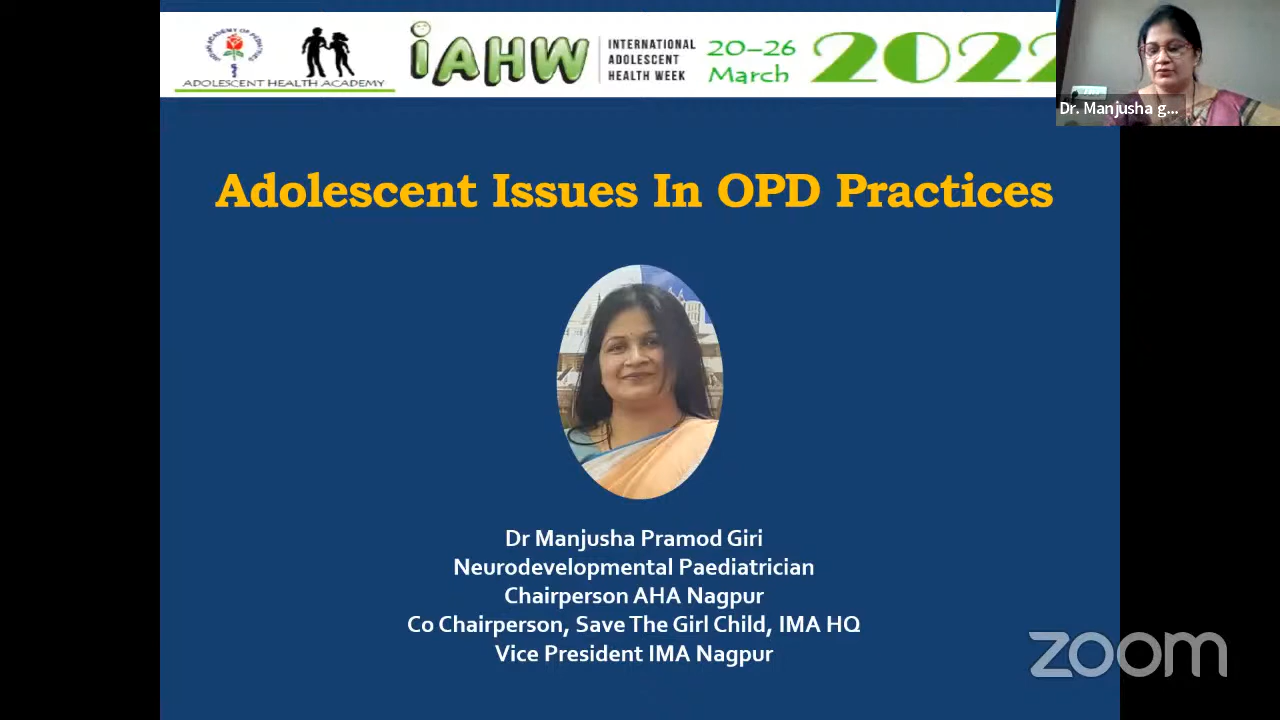 ADOLESCENT HEALTH ACADEMY
iAHW
INTERNATIONAL
ADOLESCENT
HEALTH WEEK
20–26
March
2022
Dr. Manjusha g...
Adolescent Issues In OPD Practices
Dr Manjusha Pramod Giri
Neurodevelopmental Paediatrician
Chairperson AHA Nagpur
Co Chairperson, Save The Girl Child, IMA HQ
Vice President IMA Nagpur
zoom